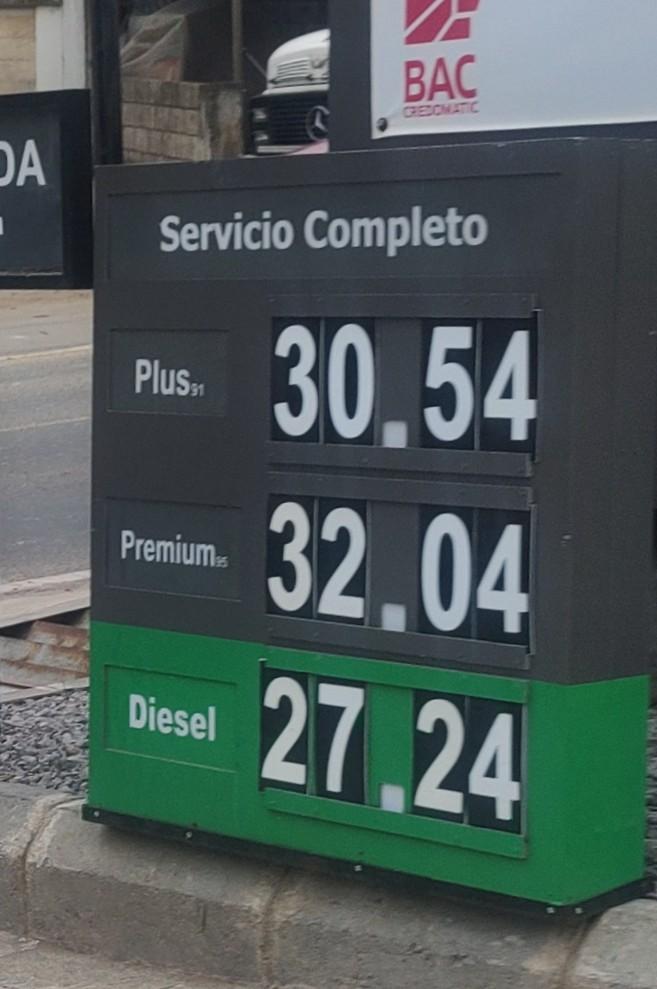 BAC
CREDOMATIC
DA
Servicio Completo
Plus91 30.54
Premium95 32.04
Diesel 27.24